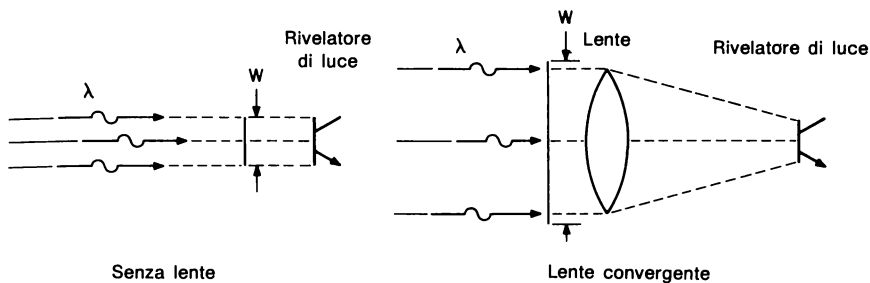 Rivelatore
di luce
λ
W
Senza lente
W
Lente
λ
Rivelatore di luce
Lente convergente